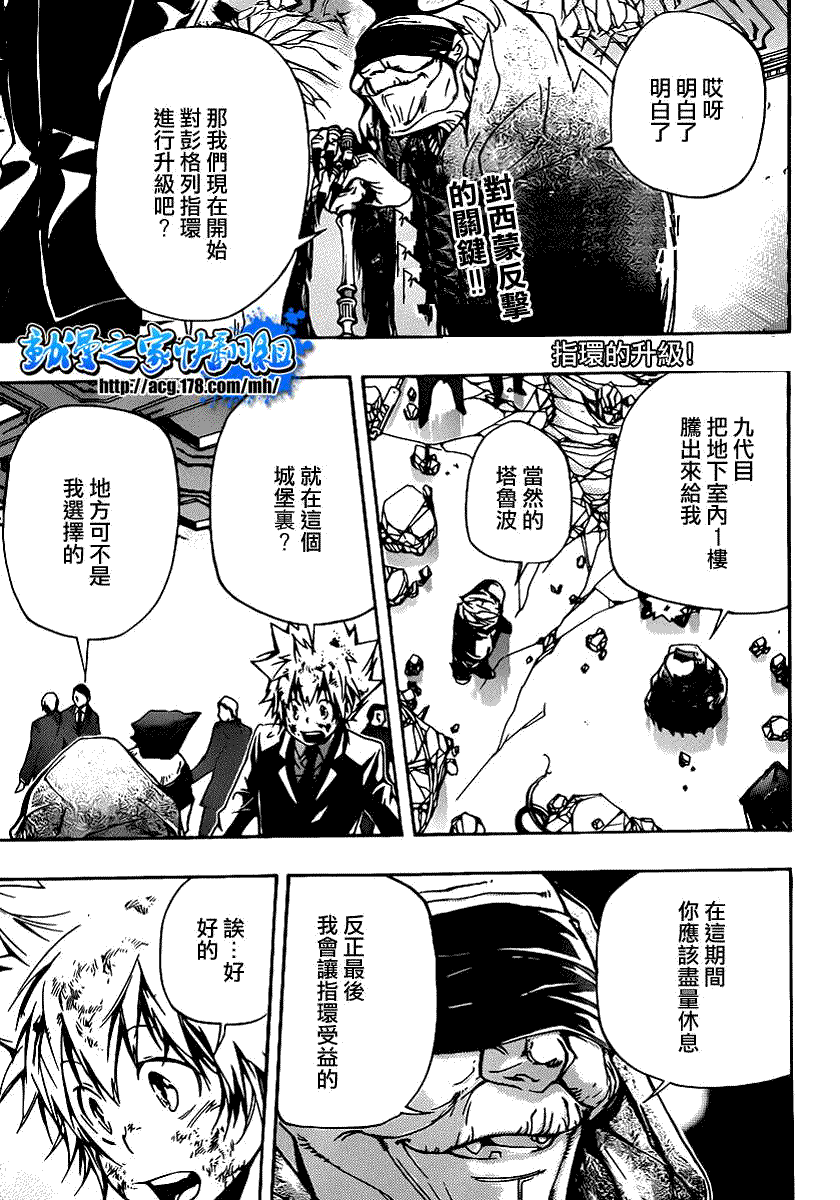 哎呀
明白了
明白了
那我們現在開始
對彭格列指環
進行升級吧？
對西蒙反擊
的關鍵!!
指環的升級！
動漫之家快翻組
http://acg.178.com/mh/
九代目
把地下室內1樓
騰出來給我
當然的
塔魯波
就在這個
城堡裏？
地方可不是
我選擇的
在這期間
你應該盡量休息
反正最後
我會讓指環受益的
誒…好
好的